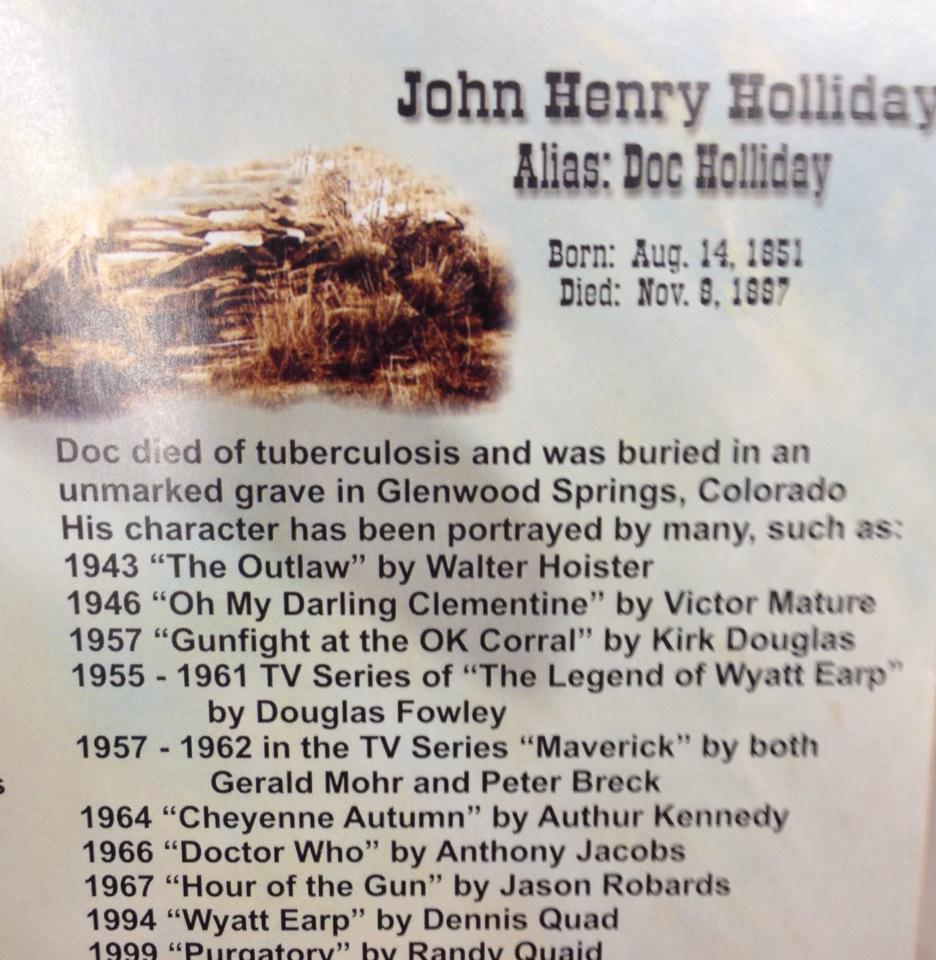 John Henry Holliday
Alias: Doc Holliday
Born: Aug. 14, 1851
Died: Nov. 8, 1887
Doc died of tuberculosis and was buried in an
unmarked grave in Glenwood Springs, Colorado
His character has been portrayed by many, such as:
1943 “The Outlaw” by Walter Hoister
1946 “Oh My Darling Clementine” by Victor Mature
1957 “Gunfight at the OK Corral” by Kirk Douglas
1955 - 1961 TV Series of “The Legend of Wyatt Earp”
by Douglas Fowley
1957 - 1962 in the TV Series “Maverick” by both
Gerald Mohr and Peter Breck
s
1964 “Cheyenne Autumn” by Authur Kennedy
1966 “Doctor Who” by Anthony Jacobs
1967 “Hour of the Gun” by Jason Robards
1994 “Wyatt Earp” by Dennis Quad
1999 “Purgatory” by Randy Quaid